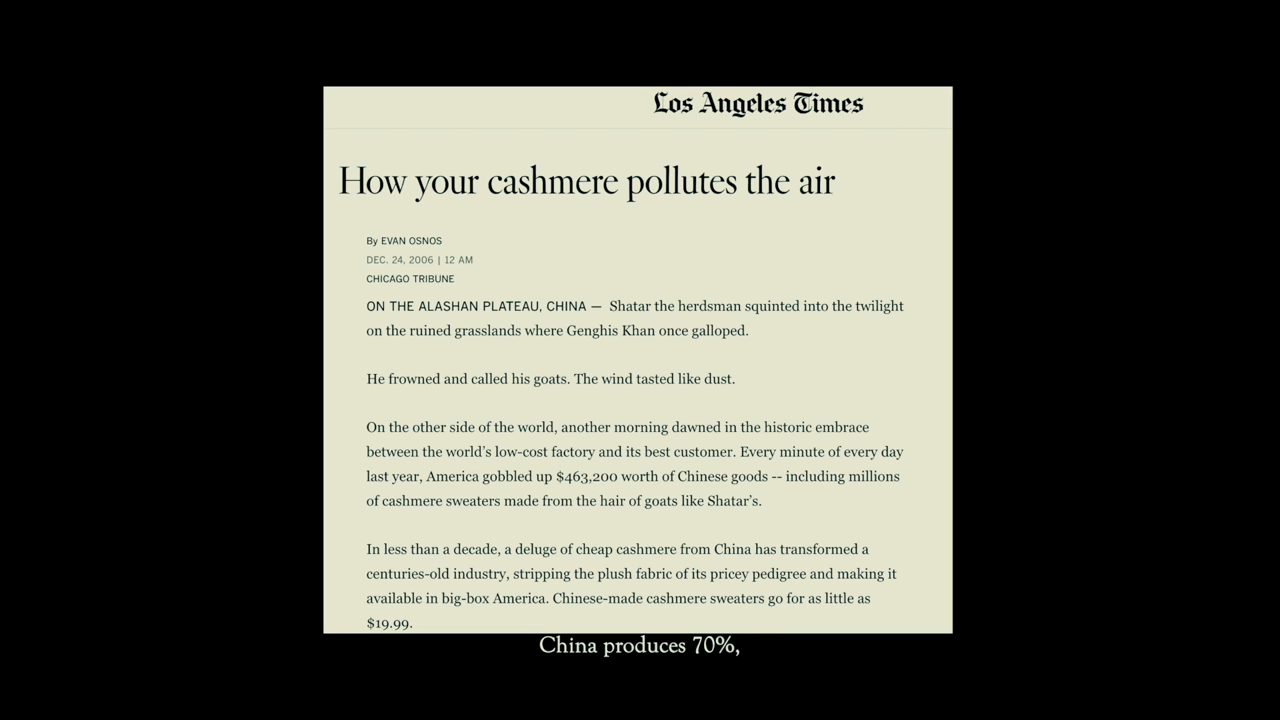 Los Angeles Times
How your cashmere pollutes the air
By EVAN OSNOS
DEC. 24, 2006 | 12 AM
CHICAGO TRIBUNE
ON THE ALASHAN PLATEAU, CHINA — Shatar the herdsman squinted into the twilight
on the ruined grasslands where Genghis Khan once galloped.
He frowned and called his goats. The wind tasted like dust.
On the other side of the world, another morning dawned in the historic embrace
between the world’s low-cost factory and its best customer. Every minute of every day
last year, America gobbled up $463,200 worth of Chinese goods -- including millions
of cashmere sweaters made from the hair of goats like Shatar’s.
In less than a decade, a deluge of cheap cashmere from China has transformed a
centuries-old industry, stripping the plush fabric of its pricey pedigree and making it
available in big-box America. Chinese-made cashmere sweaters go for as little as
$19.99.
China produces 70%,